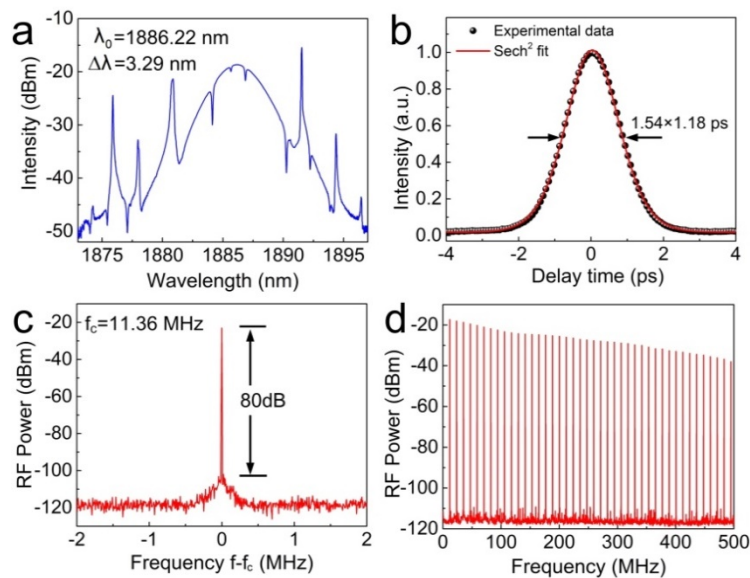 a
λ₀=1886.22 nm
Δλ=3.29 nm
Intensity (dBm)
-10
-20
-30
-40
-50
1875 1880 1885 1890 1895
Wavelength (nm)
b
Experimental data
Sech² fit
1.54×1.18 ps
Intensity (a.u.)
1.0
0.8
0.6
0.4
0.2
0.0
-4 -2 0 2 4
Delay time (ps)
c
f_c=11.36 MHz
80dB
RF Power (dBm)
-20
-40
-60
-80
-100
-120
-2 -1 0 1 2
Frequency f-f_c (MHz)
d
RF Power (dBm)
-20
-40
-60
-80
-100
-120
0 100 200 300 400 500
Frequency (MHz)